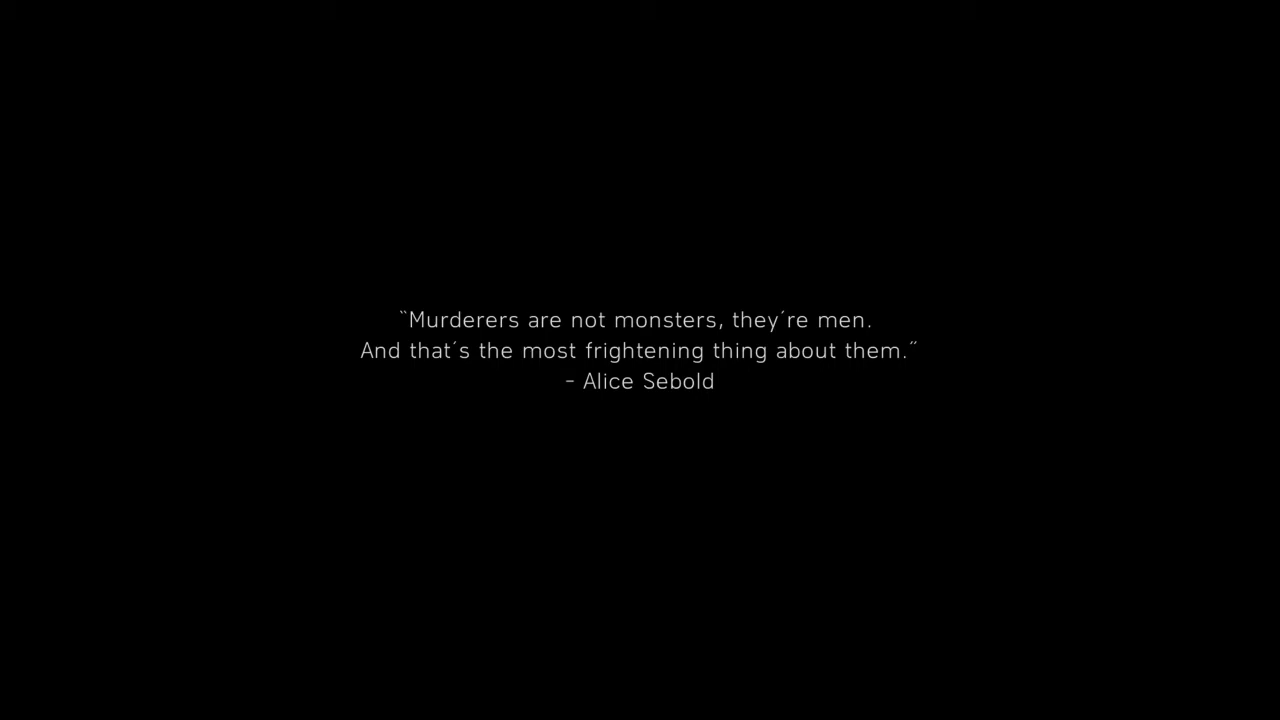 ``Murderers are not monsters, they´re men.
And that´s the most frightening thing about them.˝
- Alice Sebold